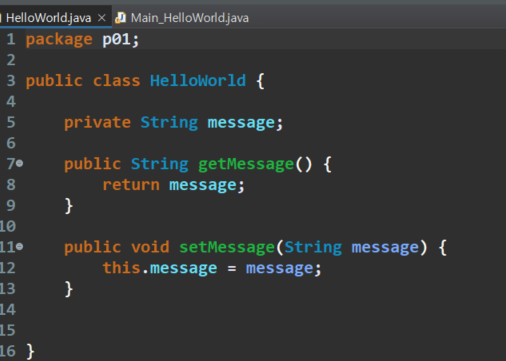 HelloWorld.java Main_HelloWorld.java
1 package p01;
2
3 public class HelloWorld {
4
5 private String message;
6
7 public String getMessage() {
8 return message;
9 }
10
11 public void setMessage(String message) {
12 this.message = message;
13 }
14
15
16 }